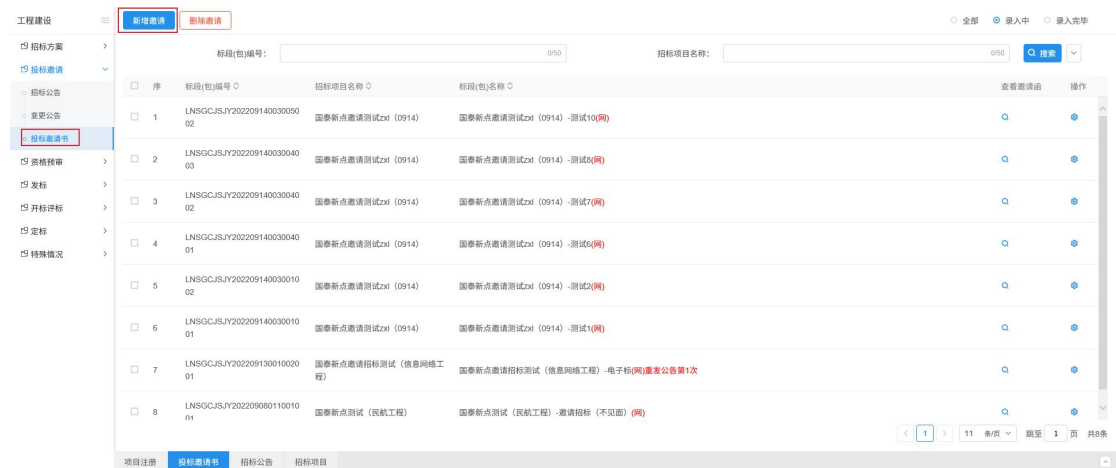 工程建设
新增邀请
删除邀请
全部
录入中
录入完毕
招标方案
投标邀请
招标公告
变更公告
投标邀请书
资格预审
发标
开标评标
定标
特殊情况
标段(包)编号：
0/50
招标项目名称：
0/50
搜索
序
标段(包)编号
招标项目名称
标段(包)名称
查看邀请函
操作
1
LNSGCJSJY202209140030050
02
国泰新点邀请测试zxl（0914）
国泰新点邀请测试zxl（0914）-测试10(网)
2
LNSGCJSJY202209140030040
03
国泰新点邀请测试zxl（0914）
国泰新点邀请测试zxl（0914）-测试8(网)
3
LNSGCJSJY202209140030040
02
国泰新点邀请测试zxl（0914）
国泰新点邀请测试zxl（0914）-测试7(网)
4
LNSGCJSJY202209140030040
01
国泰新点邀请测试zxl（0914）
国泰新点邀请测试zxl（0914）-测试6(网)
5
LNSGCJSJY202209140030010
02
国泰新点邀请测试zxl（0914）
国泰新点邀请测试zxl（0914）-测试2(网)
6
LNSGCJSJY202209140030010
01
国泰新点邀请测试zxl（0914）
国泰新点邀请测试zxl（0914）-测试1(网)
7
LNSGCJSJY202209130010020
01
国泰新点邀请招标测试（信息网络工
程）
国泰新点邀请招标测试（信息网络工程）-电子标(网)重发公告第1次
8
LNSGCJSJY202209080110010
01
国泰新点测试（民航工程）
国泰新点测试（民航工程）-邀请招标（不见面）(网)
1
11 条/页
跳至 1 页
共8条
项目注册
投标邀请书
招标公告
招标项目